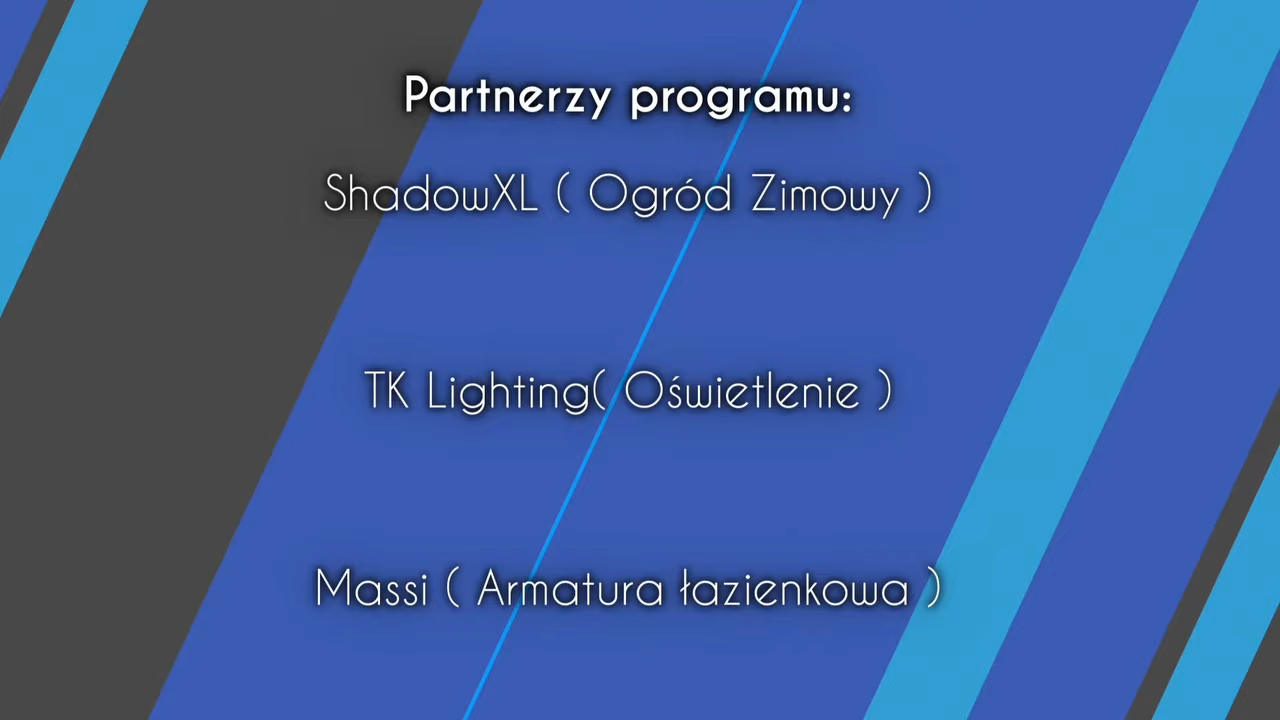 Partnerzy programu:
ShadowXL ( Ogród Zimowy )
TK Lighting( Oświetlenie )
Massi ( Armatura łazienkowa )